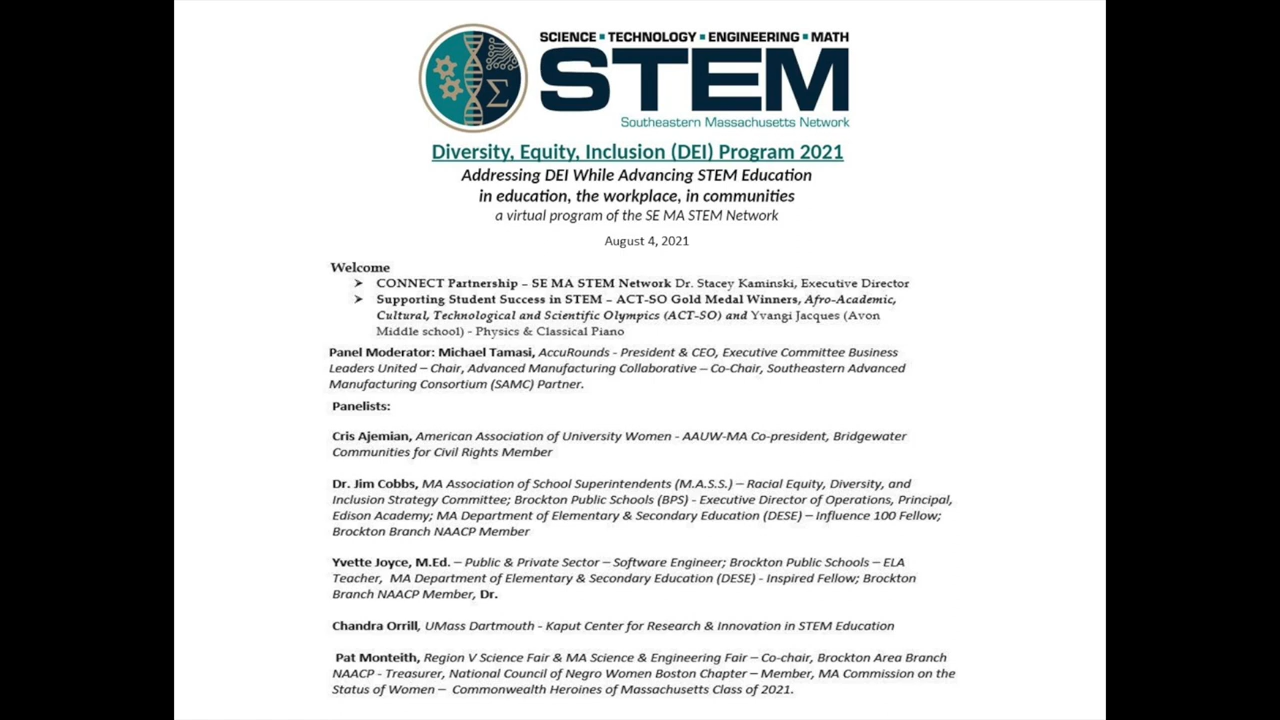 SCIENCE ▪ TECHNOLOGY ▪ ENGINEERING ▪ MATH
STEM
Southeastern Massachusetts Network
Σ
Diversity, Equity, Inclusion (DEI) Program 2021
Addressing DEI While Advancing STEM Education
in education, the workplace, in communities
a virtual program of the SE MA STEM Network
August 4, 2021
Welcome
➤ CONNECT Partnership – SE MA STEM Network Dr. Stacey Kaminski, Executive Director
➤ Supporting Student Success in STEM – ACT-SO Gold Medal Winners, Afro-Academic,
Cultural, Technological and Scientific Olympics (ACT-SO) and Yvangi Jacques (Avon
Middle school) - Physics & Classical Piano
Panel Moderator: Michael Tamasi, AccuRounds - President & CEO, Executive Committee Business
Leaders United – Chair, Advanced Manufacturing Collaborative – Co-Chair, Southeastern Advanced
Manufacturing Consortium (SAMC) Partner.
Panelists:
Cris Ajemian, American Association of University Women - AAUW-MA Co-president, Bridgewater
Communities for Civil Rights Member
Dr. Jim Cobbs, MA Association of School Superintendents (M.A.S.S.) – Racial Equity, Diversity, and
Inclusion Strategy Committee; Brockton Public Schools (BPS) - Executive Director of Operations, Principal,
Edison Academy; MA Department of Elementary & Secondary Education (DESE) – Influence 100 Fellow;
Brockton Branch NAACP Member
Yvette Joyce, M.Ed. – Public & Private Sector – Software Engineer; Brockton Public Schools – ELA
Teacher, MA Department of Elementary & Secondary Education (DESE) - Inspired Fellow; Brockton
Branch NAACP Member, Dr.
Chandra Orrill, UMass Dartmouth - Kaput Center for Research & Innovation in STEM Education
Pat Monteith, Region V Science Fair & MA Science & Engineering Fair – Co-chair, Brockton Area Branch
NAACP - Treasurer, National Council of Negro Women Boston Chapter – Member, MA Commission on the
Status of Women – Commonwealth Heroines of Massachusetts Class of 2021.